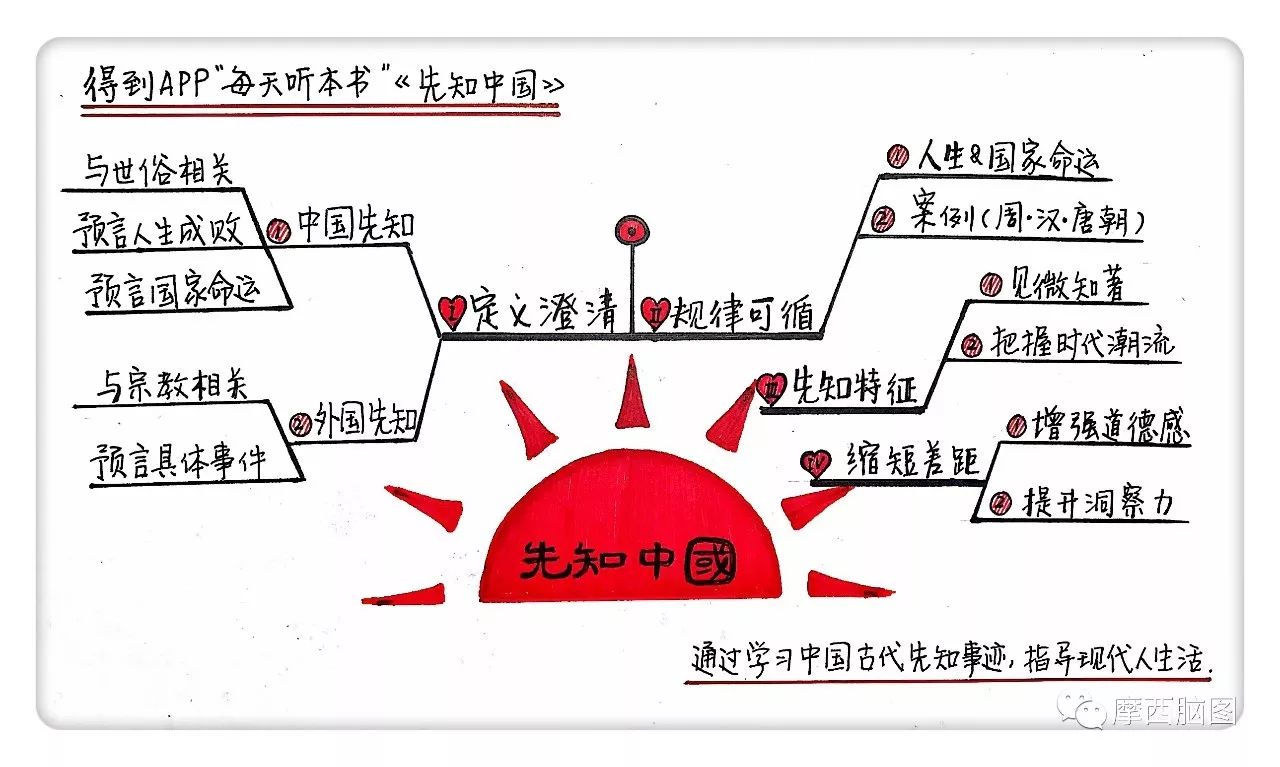 得到APP“每天听本书”《先知中国》
与世俗相关
预言人生成败
预言国家命运
① 中国先知
与宗教相关
预言具体事件
② 外国先知
I 定义澄清
II 规律可循
① 人生&国家命运
② 案例(周·汉·唐朝)
III 先知特征
① 见微知著
② 把握时代潮流
IV 缩短差距
① 增强道德感
② 提升洞察力
先知中國
通过学习中国古代先知事迹,指导现代人生活.
摩西脑图